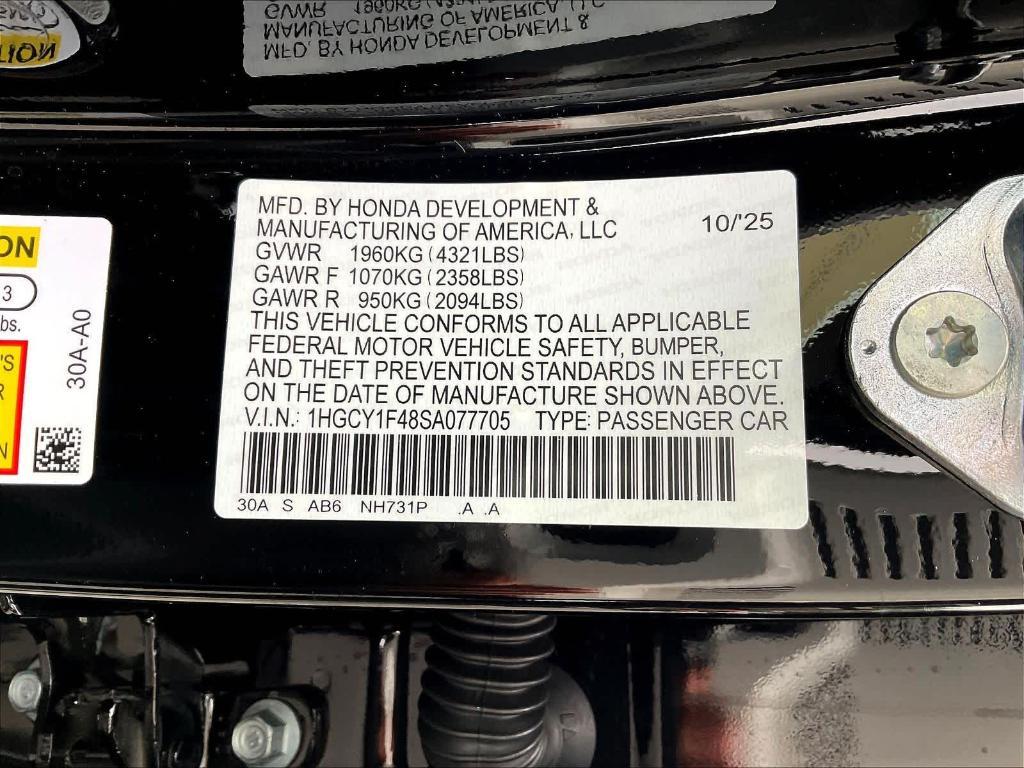 MFD. BY HONDA DEVELOPMENT &
MANUFACTURING OF AMERICA, LLC
10/'25
GVWR 1960KG (4321LBS)
GAWR F 1070KG (2358LBS)
GAWR R 950KG (2094LBS)
THIS VEHICLE CONFORMS TO ALL APPLICABLE
FEDERAL MOTOR VEHICLE SAFETY, BUMPER,
AND THEFT PREVENTION STANDARDS IN EFFECT
ON THE DATE OF MANUFACTURE SHOWN ABOVE.
V.I.N.: 1HGCY1F48SA077705 TYPE: PASSENGER CAR
30A S AB6 NH731P .A .A
30A-A0
3
MFD. BY HONDA DEVELOPMENT &
MANUFACTURING OF AMERICA, LLC
GVWR